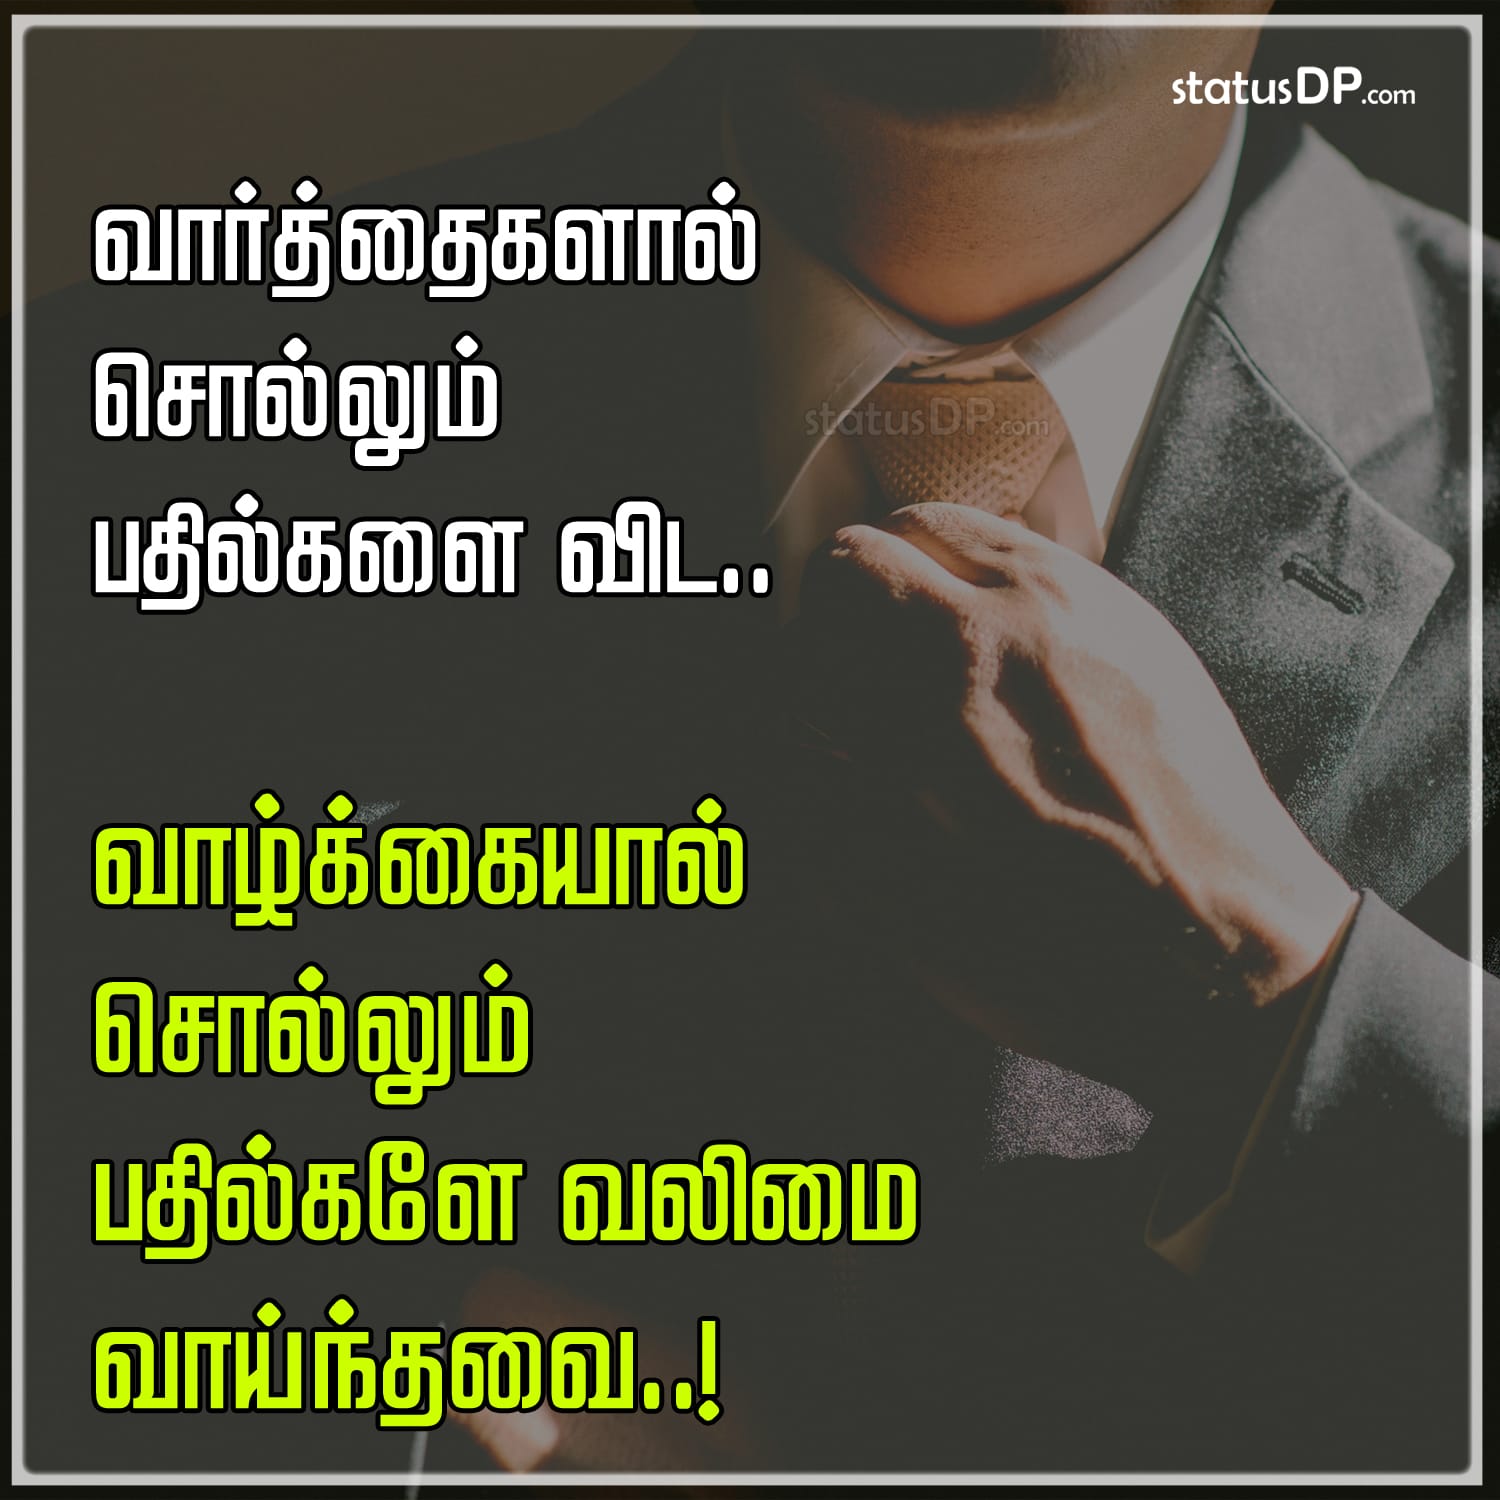 statusDP.com
வார்த்தைகளால்
சொல்லும்
statusDP.com
பதில்களை விட..
வாழ்க்கையால்
சொல்லும்
பதில்களே வலிமை
வாய்ந்தவை..!